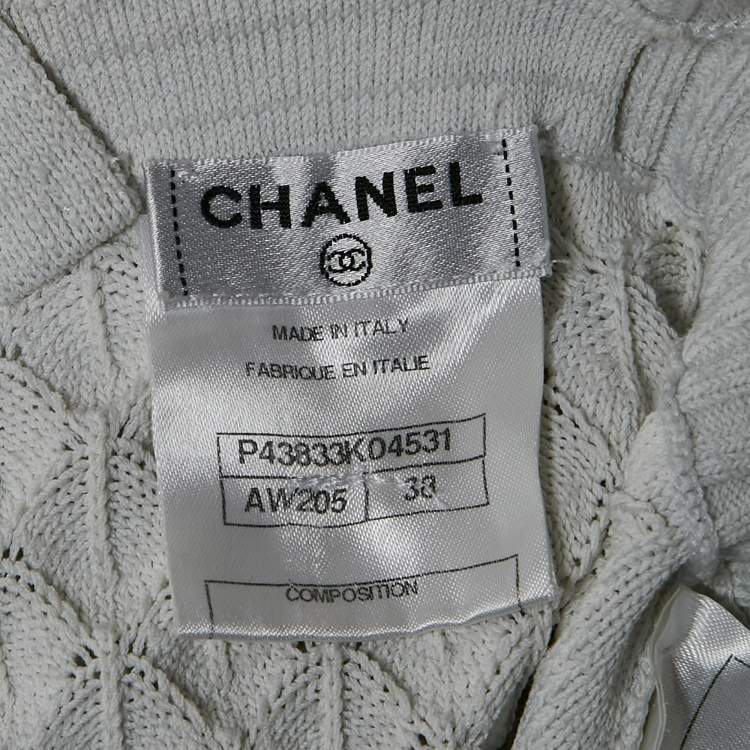 CHANEL
MADE IN ITALY
FABRIQUE EN ITALIE
P43833K04531
AW205 38
COMPOSITION